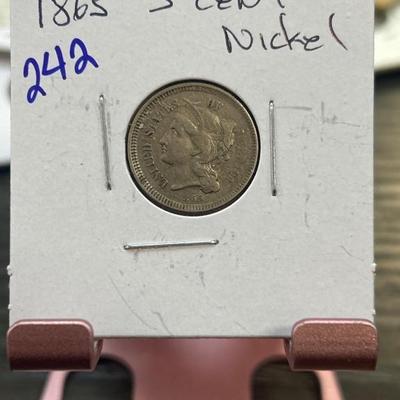 1865 3 CENT
Nickel
242
UNITED STATES OF